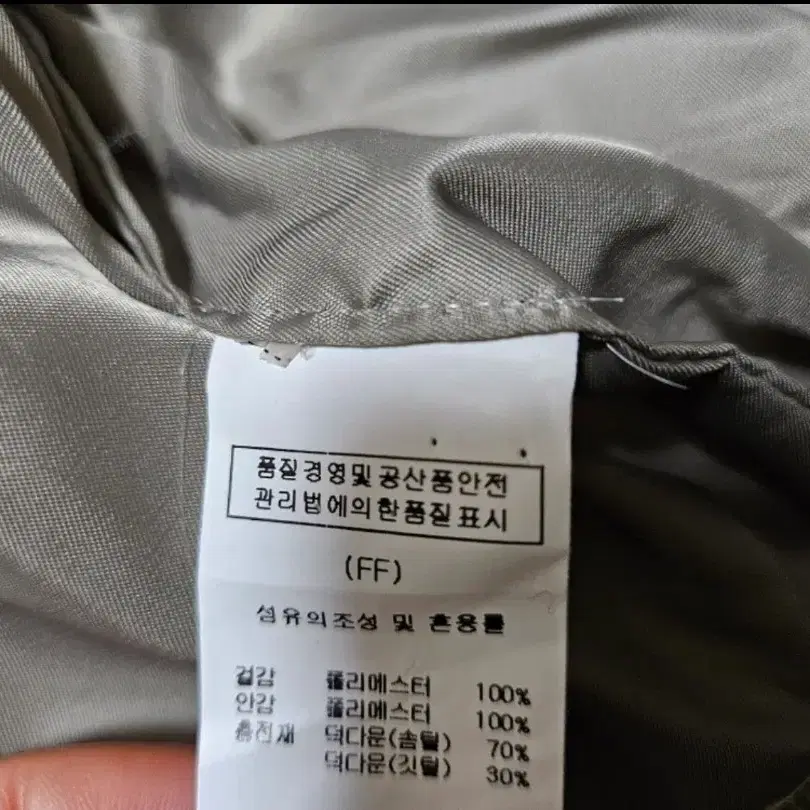 품질경영및공산품안전
관리법에의한품질표시
(FF)
섬유의조성 및 혼용률
겉감 폴리에스터 100%
안감 폴리에스터 100%
충전재 덕다운(솜털) 70%
덕다운(깃털) 30%